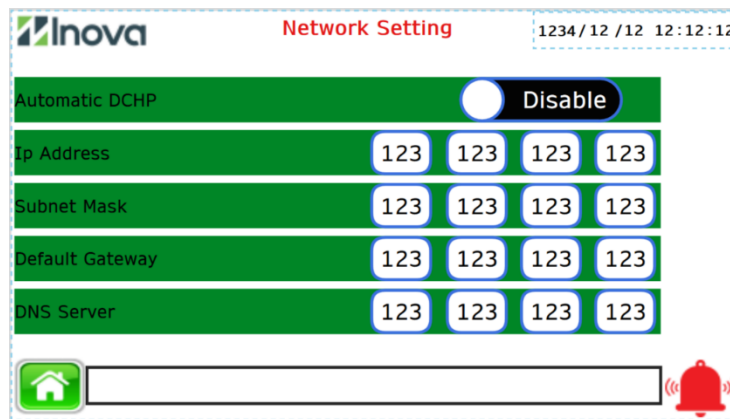 Inova
Network Setting
1234/12/12 12:12:12
Automatic DCHP
Disable
Ip Address
123 123 123 123
Subnet Mask
123 123 123 123
Default Gateway
123 123 123 123
DNS Server
123 123 123 123